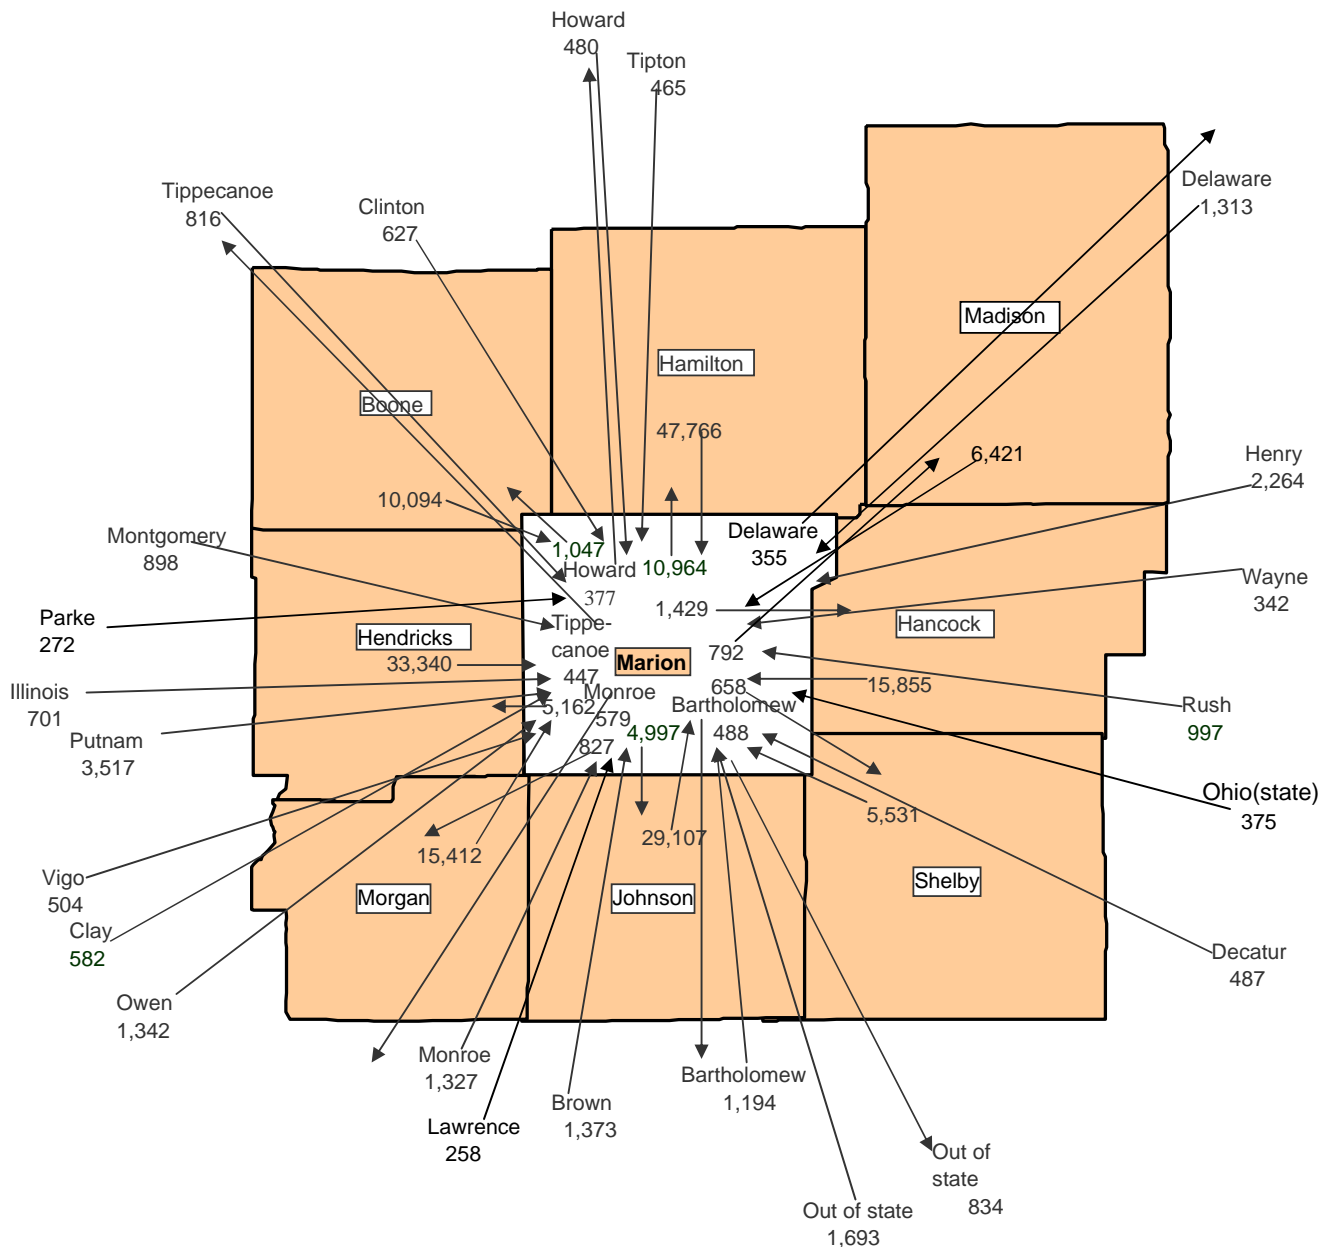 Howard
480
Tipton
465
Tippecanoe
816
Clinton
627
Delaware
1,313
Madison
Hamilton
Boone
47,766
6,421
Henry
2,264
10,094
Montgomery
898
1,047
Howard
10,964
Delaware
355
377
1,429
Wayne
342
Parke
272
Tippe-
canoe
447
Hendricks
33,340
Marion
792
Hancock
Illinois
701
15,855
658
Monroe
579
Bartholomew
488
5,162
4,997
827
Rush
997
Putnam
3,517
Ohio(state)
375
5,531
29,107
15,412
Vigo
504
Morgan
Johnson
Shelby
Clay
582
Decatur
487
Owen
1,342
Monroe
1,327
Bartholomew
1,194
Brown
1,373
Lawrence
258
Out of
state
834
Out of state
1,693